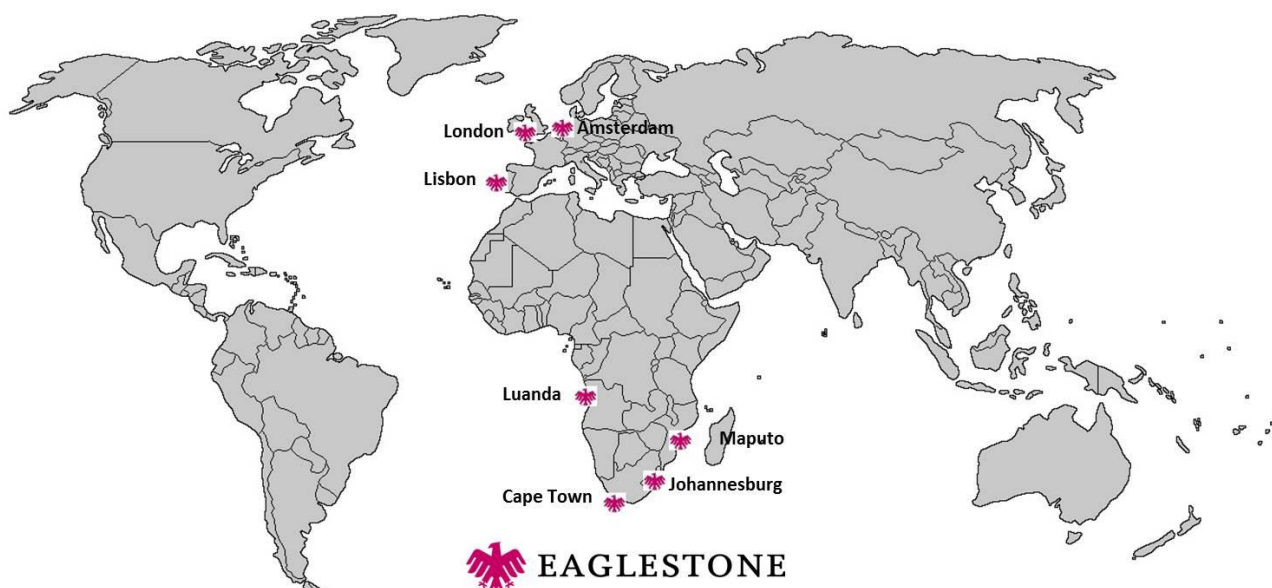 London
Amsterdam
Lisbon
Luanda
Maputo
Johannesburg
Cape Town
EAGLESTONE